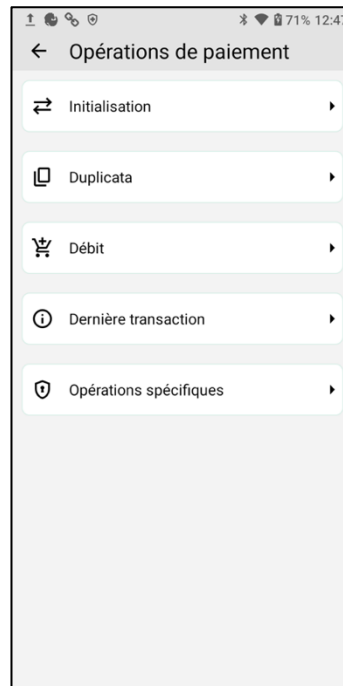 71% 12:47
Opérations de paiement
Initialisation
Duplicata
Débit
Dernière transaction
Opérations spécifiques